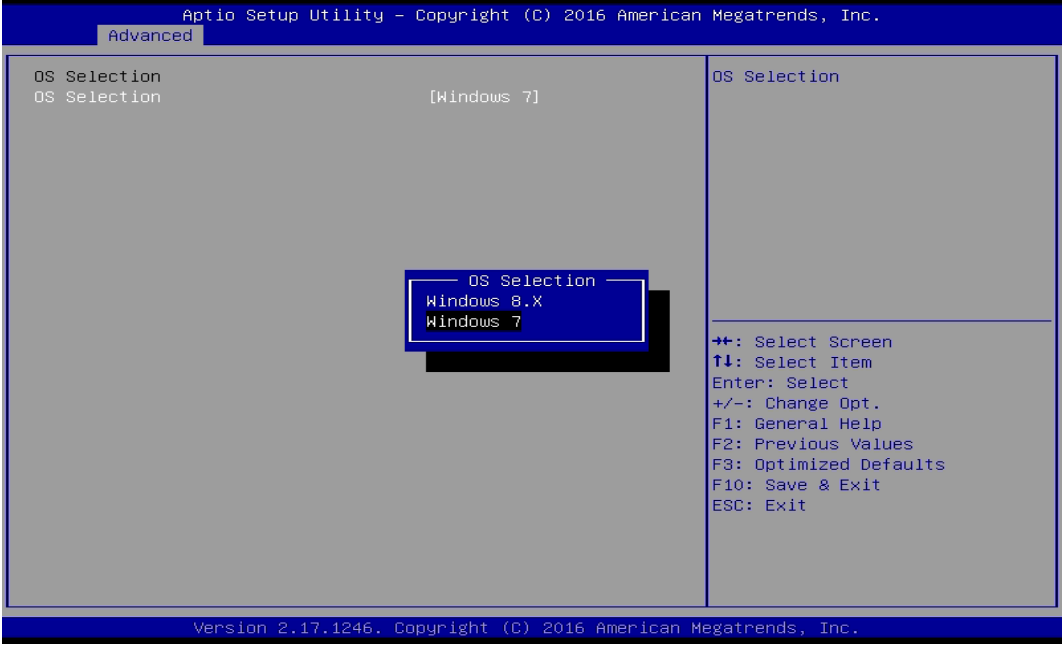 Aptio Setup Utility – Copyright (C) 2016 American Megatrends, Inc.
Advanced
OS Selection
OS Selection [Windows 7]
OS Selection
Windows 8.X
Windows 7
OS Selection
→←: Select Screen
↑↓: Select Item
Enter: Select
+/-: Change Opt.
F1: General Help
F2: Previous Values
F3: Optimized Defaults
F10: Save & Exit
ESC: Exit
Version 2.17.1246. Copyright (C) 2016 American Megatrends, Inc.